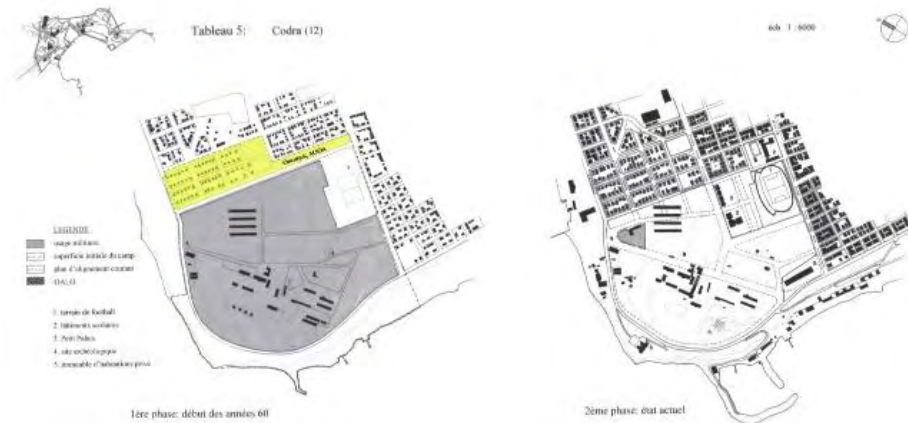 Tableau 5: Codra (12)
éch 1 : 6000
LEGENDE
usage militaires
superficie initiale du camp
plan d'alignement courant
O.A.L.G
1. terrain de football
2. bâtiments scolaires
3. Petit Palais
4. site archéologique
5. immeuble d'habitations privé
1ère phase: début des années 60
2ème phase: état actuel